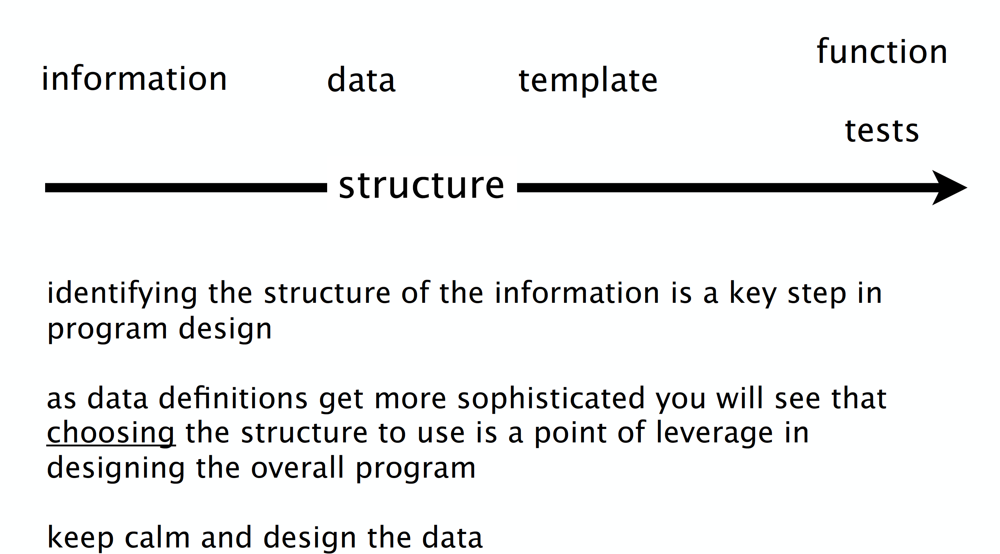 information data template function
tests
structure
identifying the structure of the information is a key step in
program design
as data definitions get more sophisticated you will see that
choosing the structure to use is a point of leverage in
designing the overall program
keep calm and design the data